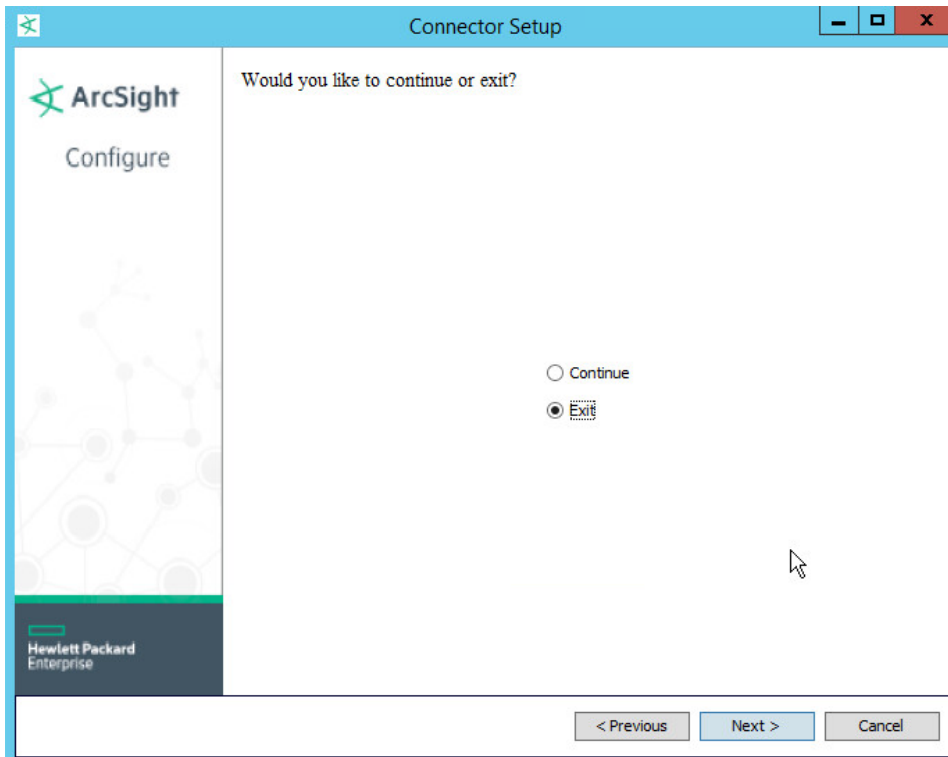 Connector Setup
ArcSight
Configure
Would you like to continue or exit?
Continue
Exit
Hewlett Packard
Enterprise
< Previous
Next >
Cancel